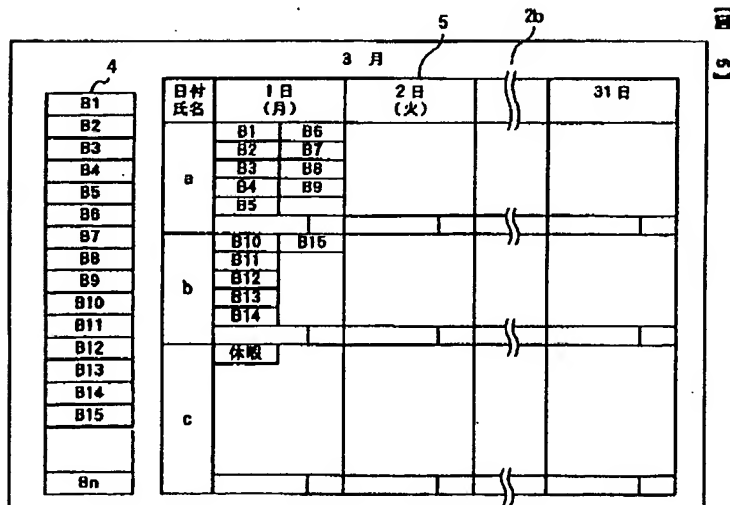 【図5】
5
2b
3 月
4
B1
B2
B3
B4
B5
B6
B7
B8
B9
B10
B11
B12
B13
B14
B15
Bn
日付 1日 2日 31日
氏名 (月) (火)
a
B1 B6
B2 B7
B3 B8
B4 B9
B5
b
B10 B15
B11
B12
B13
B14
c
休暇